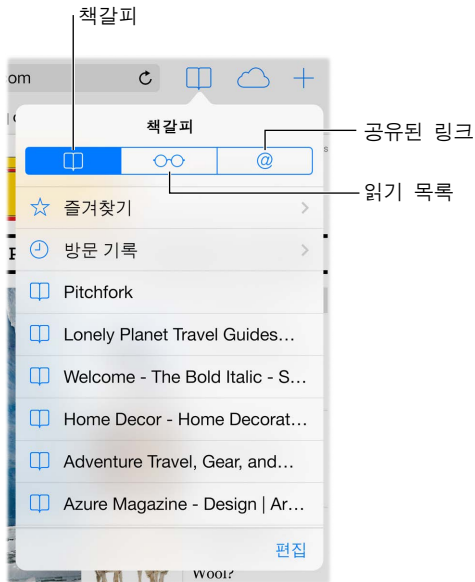 책갈피
om
책갈피
공유된 링크
@
읽기 목록
즐겨찾기
방문 기록
Pitchfork
Lonely Planet Travel Guides…
Welcome - The Bold Italic - S…
Home Decor - Home Decorat…
Adventure Travel, Gear, and…
Azure Magazine - Design | Ar…
편집
Wool?